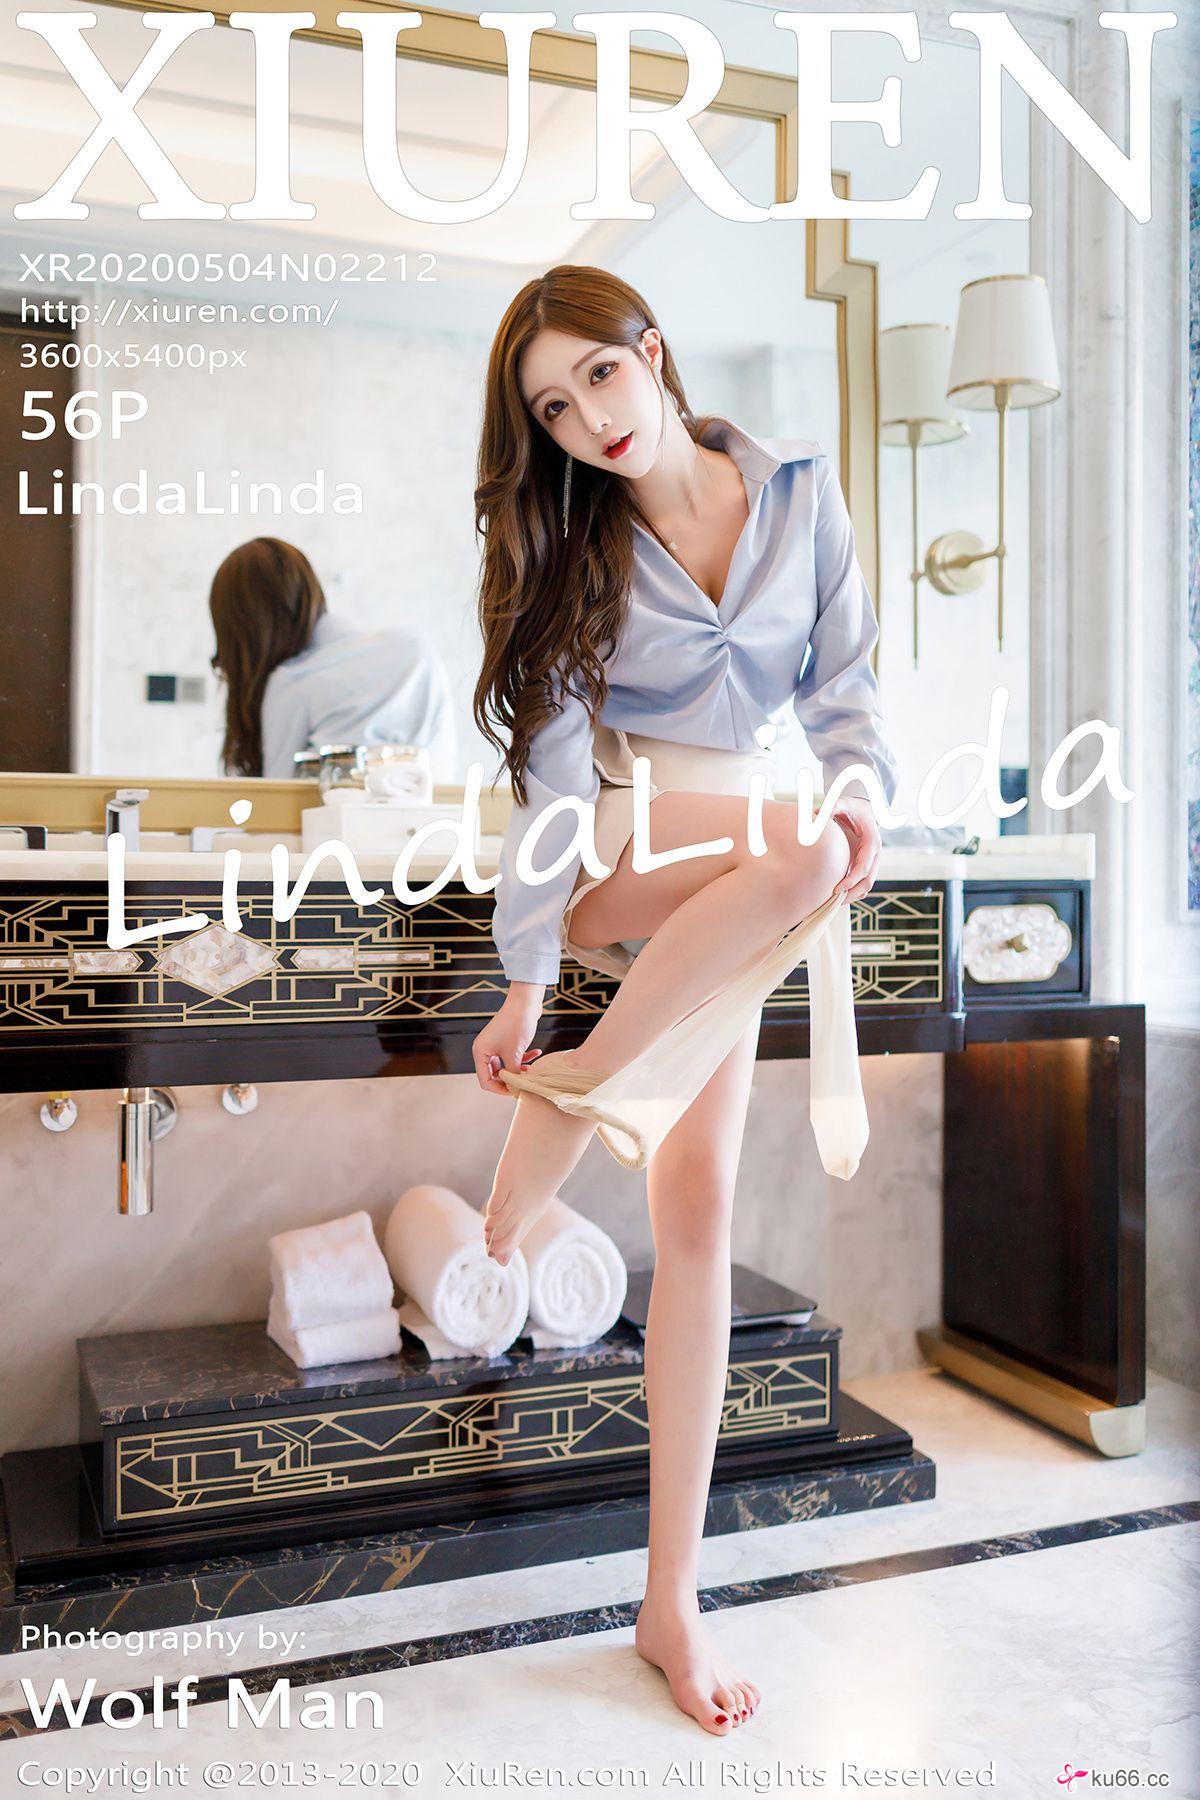 XIUREN
XR20200504N02212
http://xiuren.com/
3600x5400px
56P
LindaLinda
LindaLinda
Photography by:
Wolf Man
Copyright @2013-2020 XiuRen.com All Rights Reserved
ku66.cc